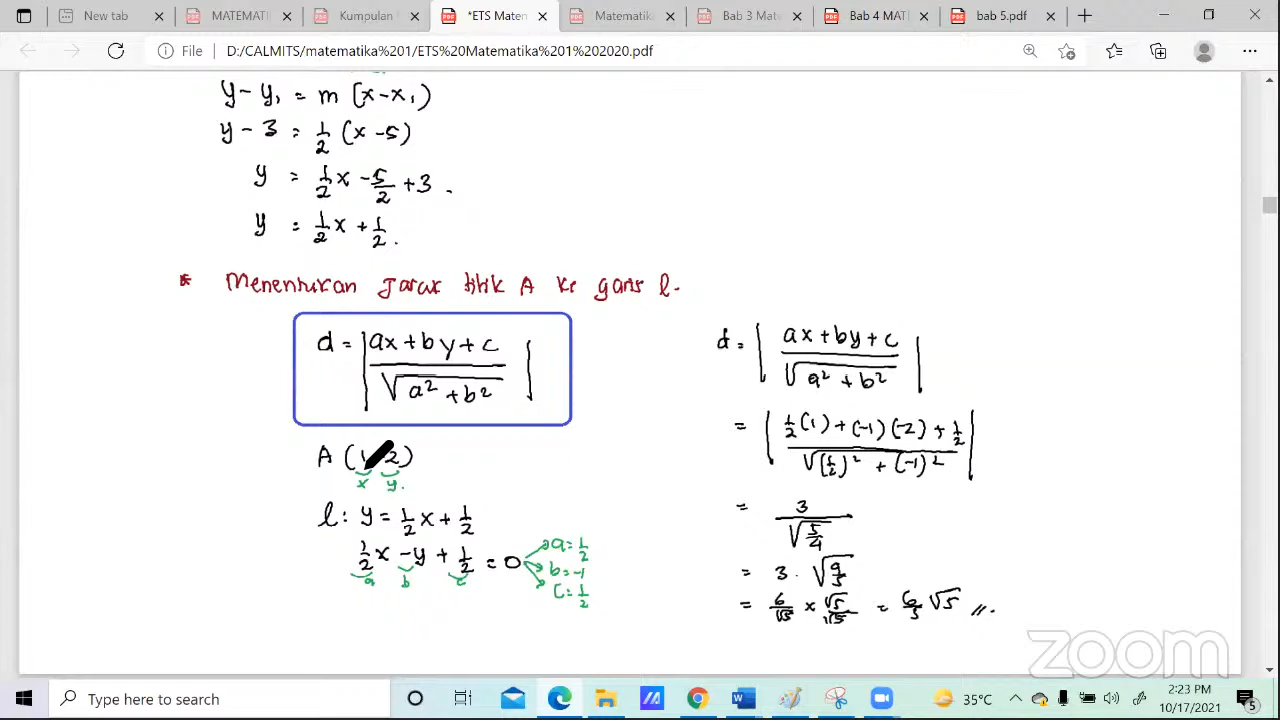 New tab
MATEMATI
Kumpulan
*ETS Matem
Matematika
Bab 3 Mate
Bab 4 MAT
bab 5.pdf
File
D:/CALMITS/matematika%201/ETS%20Matematika%201%202020.pdf
y - y₁ = m (x - x₁)
y - 3 = 1/2 (x - 5)
y = 1/2 x - 5/2 + 3.
y = 1/2 x + 1/2.
* Menentukan Jarak titik A ke garis l.
d = |(ax + by + c)/√(a² + b²)|
A (1, 2)
x y.
l: y = 1/2 x + 1/2
1/2 x - y + 1/2 = 0
a b c
a = 1/2
b = -1
c = 1/2
d = |(ax + by + c)/√(a² + b²)|
= |(1/2 (1) + (-1)(-2) + 1/2)/√((1/2)² + (-1)²)|
= 3/√(5/4)
= 3 · √(4/5)
= 6/√5 × √5/√5 = 6/5 √5 //.
zoom
Type here to search
35°C
2:23 PM
10/17/2021
5